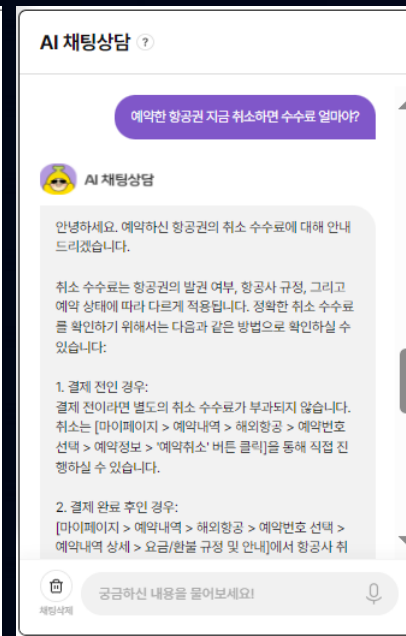 AI 채팅상담 ?
예약한 항공권 지금 취소하면 수수료 얼마야?
AI 채팅상담
안녕하세요. 예약하신 항공권의 취소 수수료에 대해 안내
드리겠습니다.
취소 수수료는 항공권의 발권 여부, 항공사 규정, 그리고
예약 상태에 따라 다르게 적용됩니다. 정확한 취소 수수료
를 확인하기 위해서는 다음과 같은 방법으로 확인하실 수
있습니다:
1. 결제 전인 경우:
결제 전이라면 별도의 취소 수수료가 부과되지 않습니다.
취소는 [마이페이지 > 예약내역 > 해외항공 > 예약번호
선택 > 예약정보 > '예약취소' 버튼 클릭]을 통해 직접 진
행하실 수 있습니다.
2. 결제 완료 후인 경우:
[마이페이지 > 예약내역 > 해외항공 > 예약번호 선택 >
예약내역 상세 > 요금/환불 규정 및 안내]에서 항공사 취
궁금하신 내용을 물어보세요!
채팅삭제